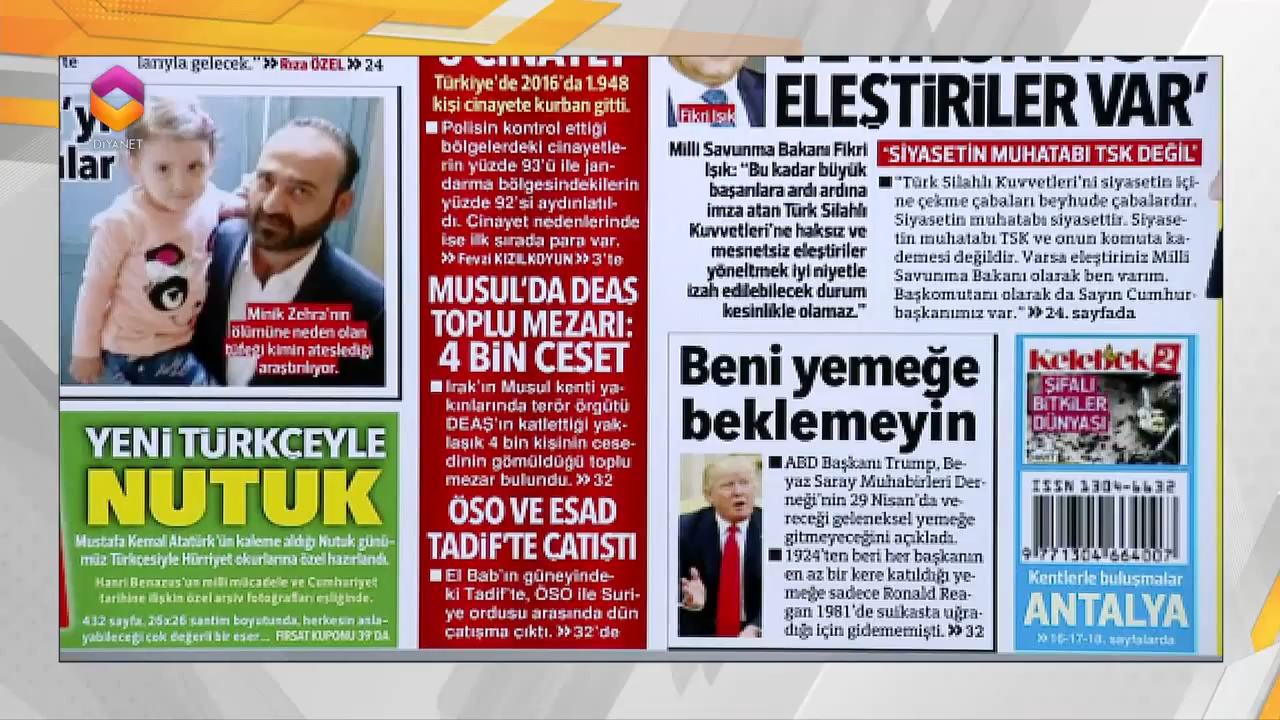 larıyla gelecek." Rıza ÖZEL 24
DİYANET
Minik Zehra'nın
ölümüne neden olan
tüfeği kimin ateşlediği
araştırılıyor.
YENİ TÜRKÇEYLE
NUTUK
Mustafa Kemal Atatürk'ün kaleme aldığı Nutuk günü-
müz Türkçesiyle Hürriyet okurlarına özel hazırlandı.
Hanri Benazus'un milli mücadele ve Cumhuriyet
tarihine ilişkin özel arşiv fotoğrafları eşliğinde.
432 sayfa, 26x26 santim boyutunda, herkesin anla-
yabileceği çok değerli bir eser... FIRSAT KUPONU 39'DA
Türkiye'de 2016'da 1.948
kişi cinayete kurban gitti.
Polisin kontrol ettiği
bölgelerdeki cinayetle-
rin yüzde 93'ü ile jan-
darma bölgesindekilerin
yüzde 92'si aydınlatıl-
dı. Cinayet nedenlerinde
ise ilk sırada para var.
Fevzi KIZILKOYUN 3'te
MUSUL'DA DEAŞ
TOPLU MEZARI:
4 BİN CESET
Irak'ın Musul kenti ya-
kınlarında terör örgütü
DEAŞ'ın katlettiği yak-
laşık 4 bin kişinin cese-
dinin gömüldüğü toplu
mezar bulundu. 32
ÖSO VE ESAD
TADİF'TE ÇATIŞTI
El Bab'ın güneyinde-
ki Tadif'te, ÖSO ile Suri-
ye ordusu arasında dün
çatışma çıktı. 32'de
ELEŞTİRİLER VAR'
Fikri Işık
Milli Savunma Bakanı Fikri
Işık: "Bu kadar büyük
başarılara ardı ardına
imza atan Türk Silahlı
Kuvvetleri'ne haksız ve
mesnetsiz eleştiriler
yöneltmek iyi niyetle
izah edilebilecek durum
kesinlikle olamaz."
'SİYASETİN MUHATABI TSK DEĞİL'
"Türk Silahlı Kuvvetleri'ni siyasetin içi-
ne çekme çabaları beyhude çabalardır.
Siyasetin muhatabı siyasettir. Siyase-
tin muhatabı TSK ve onun komuta ka-
demesi değildir. Varsa eleştiriniz Milli
Savunma Bakanı olarak ben varım.
Başkomutanı olarak da Sayın Cumhur-
başkanımız var." 24. sayfada
Beni yemeğe
beklemeyin
ABD Başkanı Trump, Be-
yaz Saray Muhabirleri Der-
neği'nin 29 Nisan'da ve-
receği geleneksel yemeğe
gitmeyeceğini açıkladı.
1924'ten beri her başkanın
en az bir kere katıldığı ye-
meğe sadece Ronald Rea-
gan 1981'de suikasta uğra-
dığı için gidememişti. 32
Kelebek 2
ŞİFALI
BİTKİLER
DÜNYASI
ISSN 1304-6632
9 771304 664007
Kentlerle buluşmalar
ANTALYA
16-17-18. sayfalarda